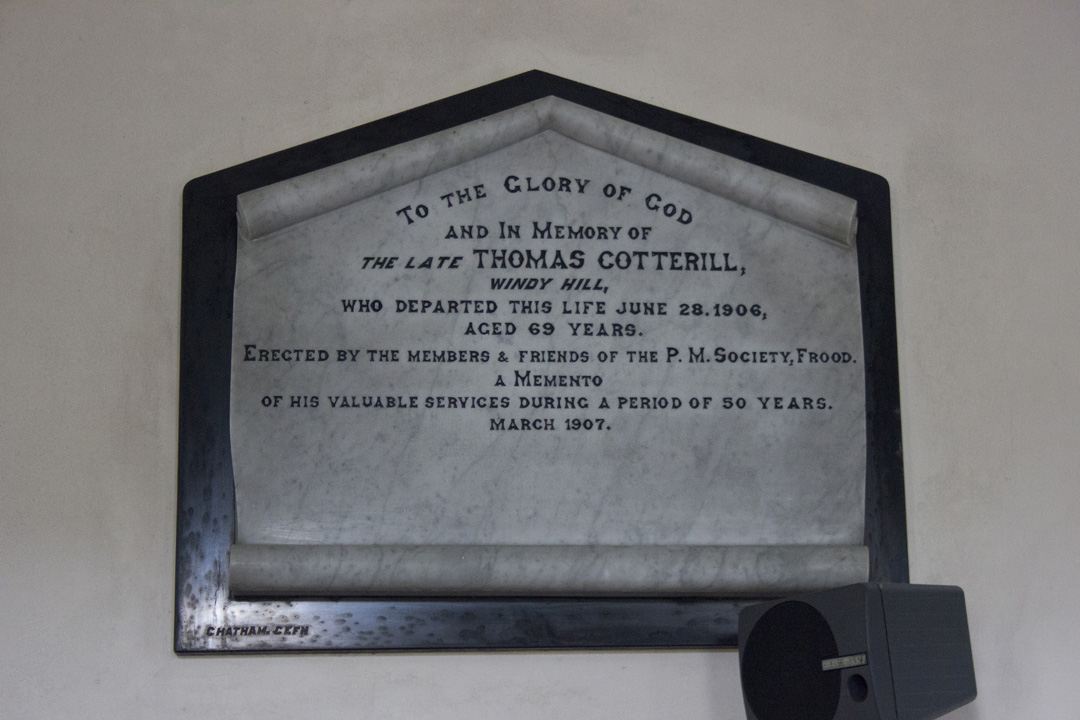 To the Glory of God
and In Memory of
THE LATE THOMAS COTTERILL,
WINDY HILL,
WHO DEPARTED THIS LIFE JUNE 28.1906,
AGED 69 YEARS.
Erected by the members & friends of the P. M. Society, Frood.
a Memento
OF HIS VALUABLE SERVICES DURING A PERIOD OF 50 YEARS.
MARCH 1907.
CHATHAM. CEFN